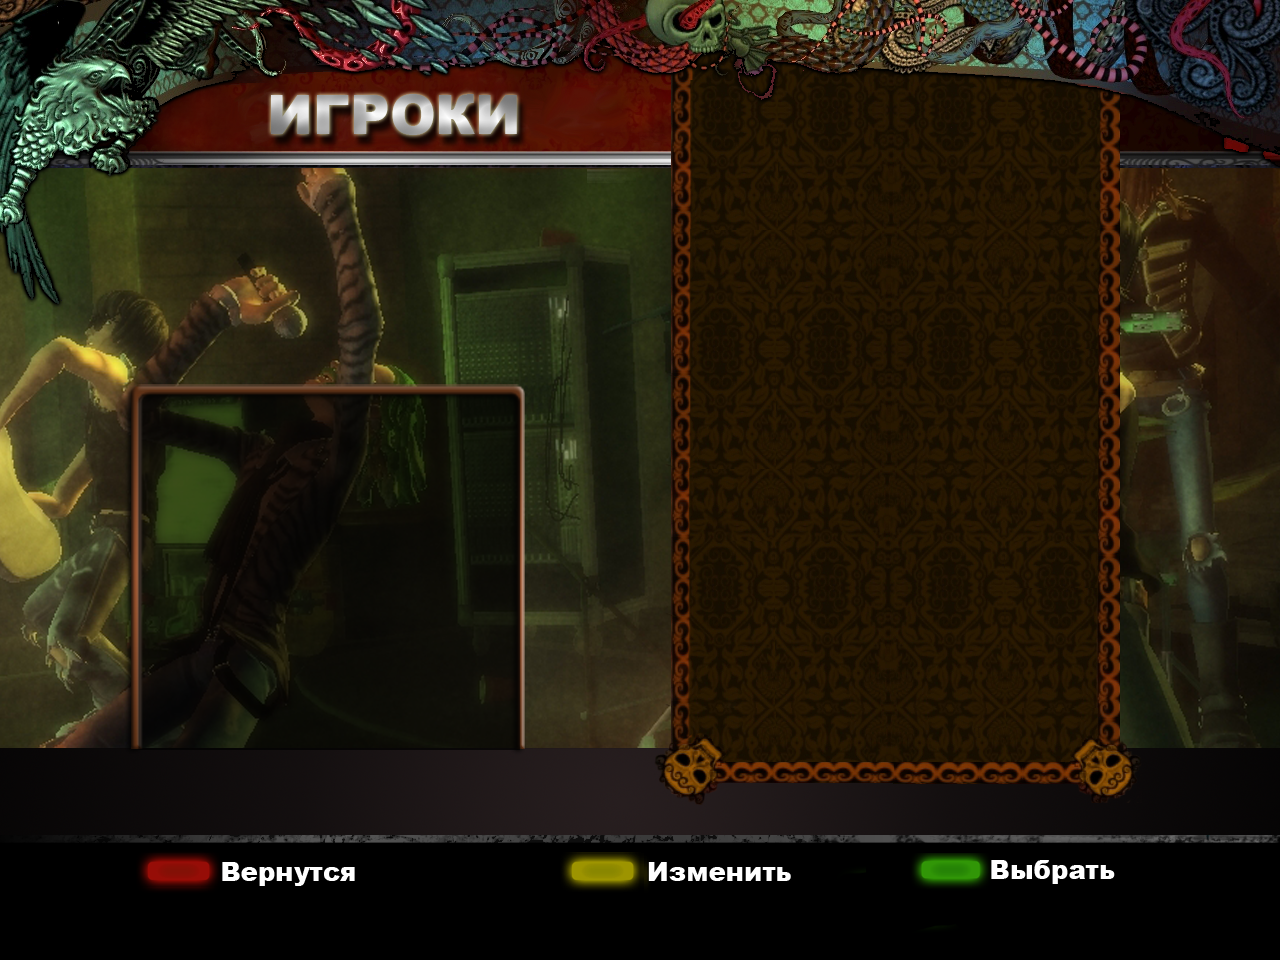 ИГРОКИ
Вернутся
Изменить
Выбрать